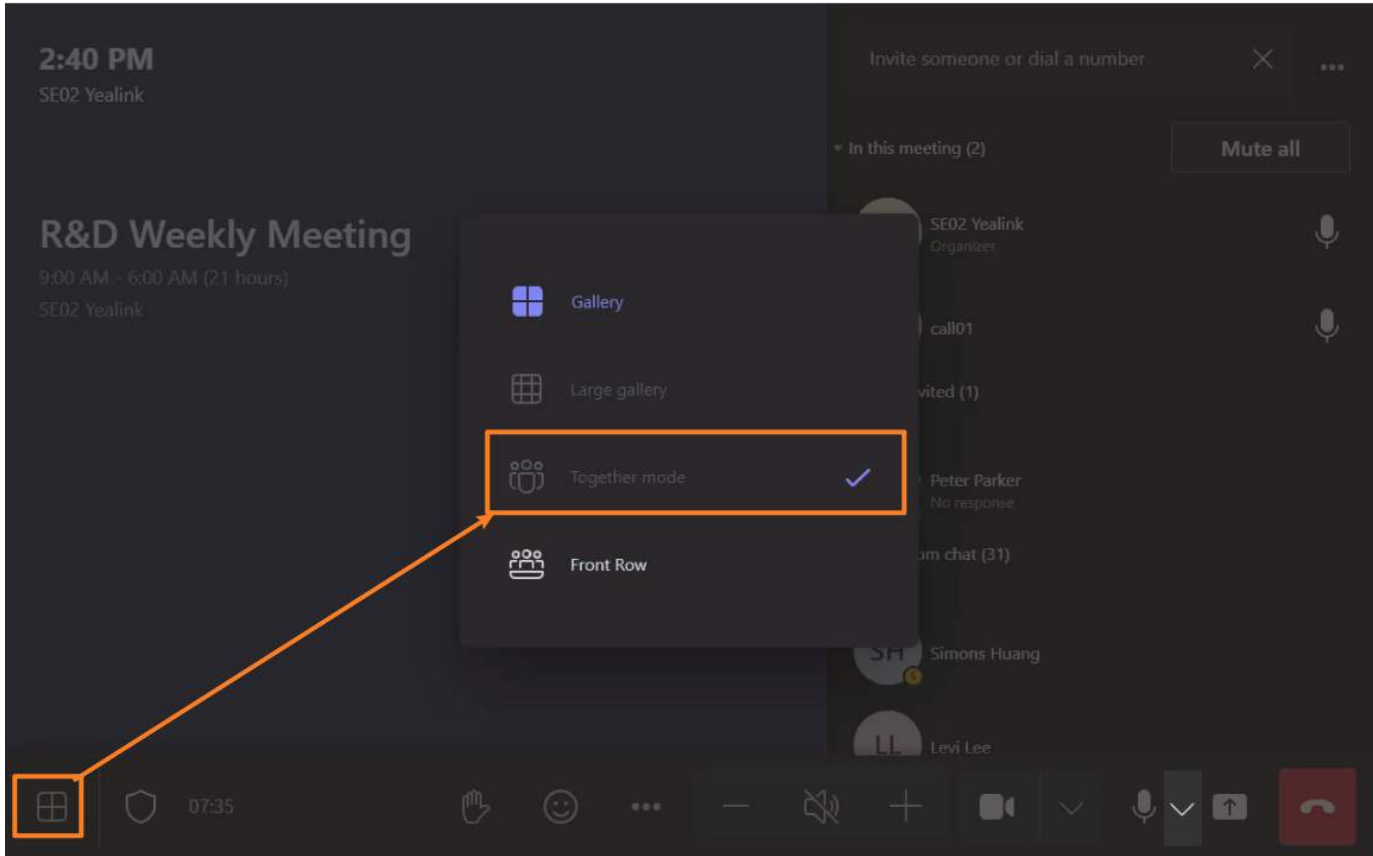 2:40 PM
SE02 Yealink
R&D Weekly Meeting
9:00 AM - 6:00 AM (21 hours)
SE02 Yealink
Gallery
Large gallery
Together mode
Front Row
Invite someone or dial a number
In this meeting (2)
Mute all
SE02 Yealink
Organizer
call01
vited (1)
Peter Parker
No response
om chat (31)
SH
Simons Huang
LL
Levi Lee
07:35